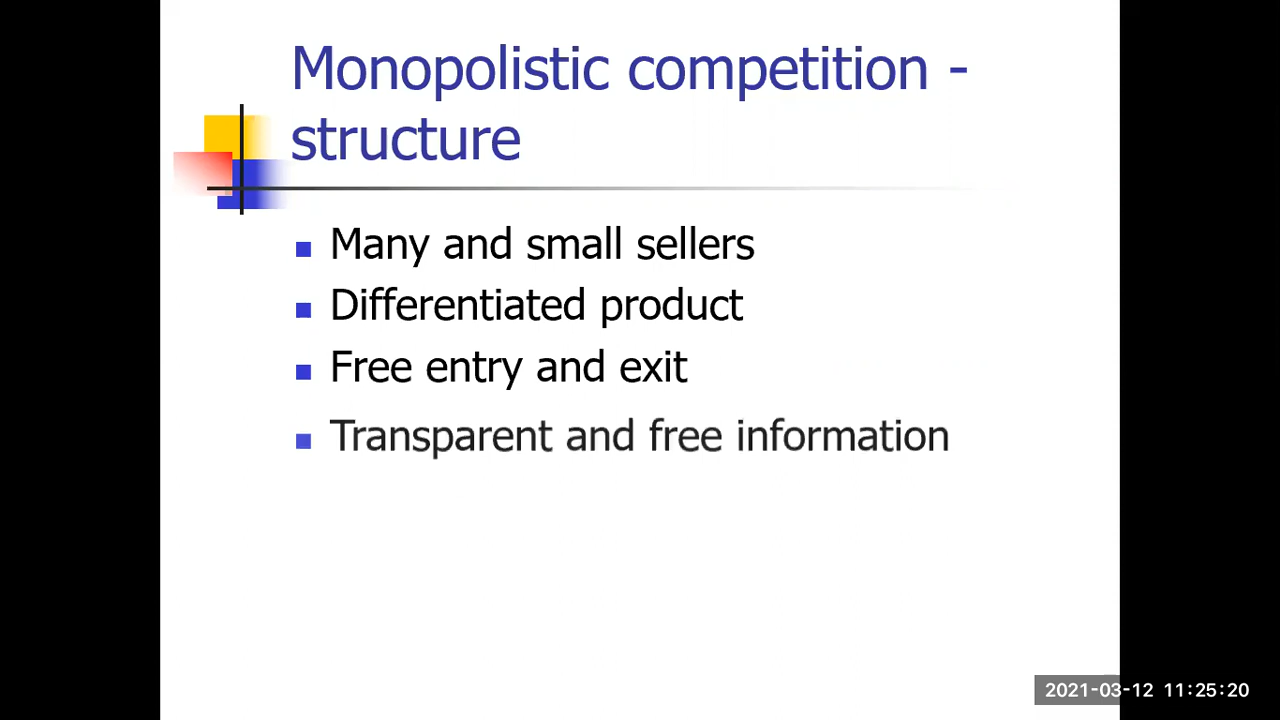 Monopolistic competition -
structure
Many and small sellers
Differentiated product
Free entry and exit
Transparent and free information
2021-03-12 11:25:20